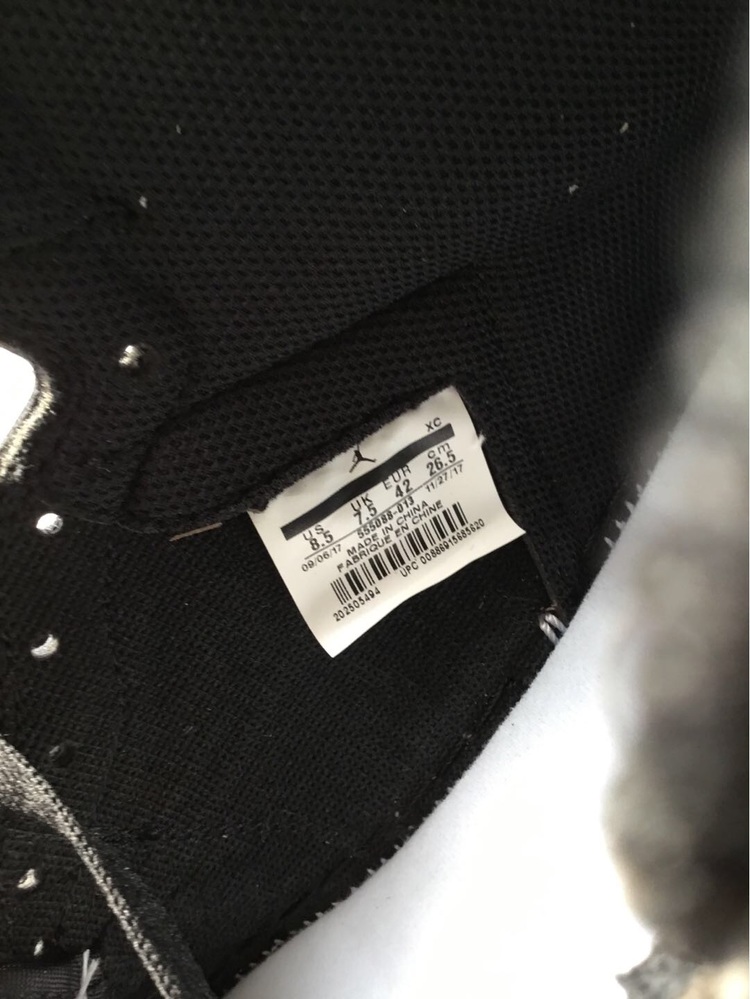 XC
US UK EUR cm
8.5 7.5 42 26.5
09/06/17 555088-013 11/27/17
MADE IN CHINA
FABRIQUE EN CHINE
202505494 UPC 00886915685620